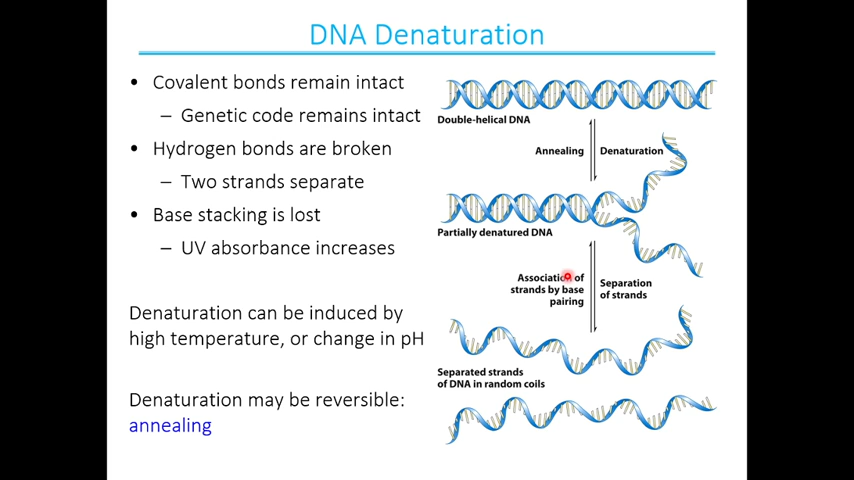 DNA Denaturation
• Covalent bonds remain intact
– Genetic code remains intact
• Hydrogen bonds are broken
– Two strands separate
• Base stacking is lost
– UV absorbance increases
Denaturation can be induced by
high temperature, or change in pH
Denaturation may be reversible:
annealing
Double-helical DNA
Annealing
Denaturation
Partially denatured DNA
Association of
strands by base
pairing
Separation
of strands
Separated strands
of DNA in random coils